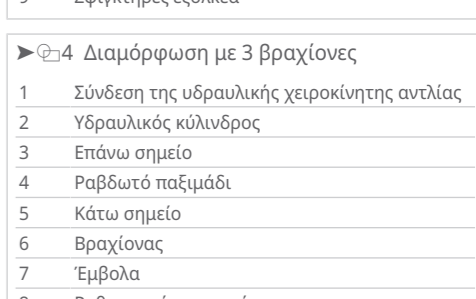 ➤ 4 Διαμόρφωση με 3 βραχίονες
1 Σύνδεση της υδραυλικής χειροκίνητης αντλίας
2 Υδραυλικός κύλινδρος
3 Επάνω σημείο
4 Ραβδωτό παξιμάδι
5 Κάτω σημείο
6 Βραχίονας
7 Έμβολα